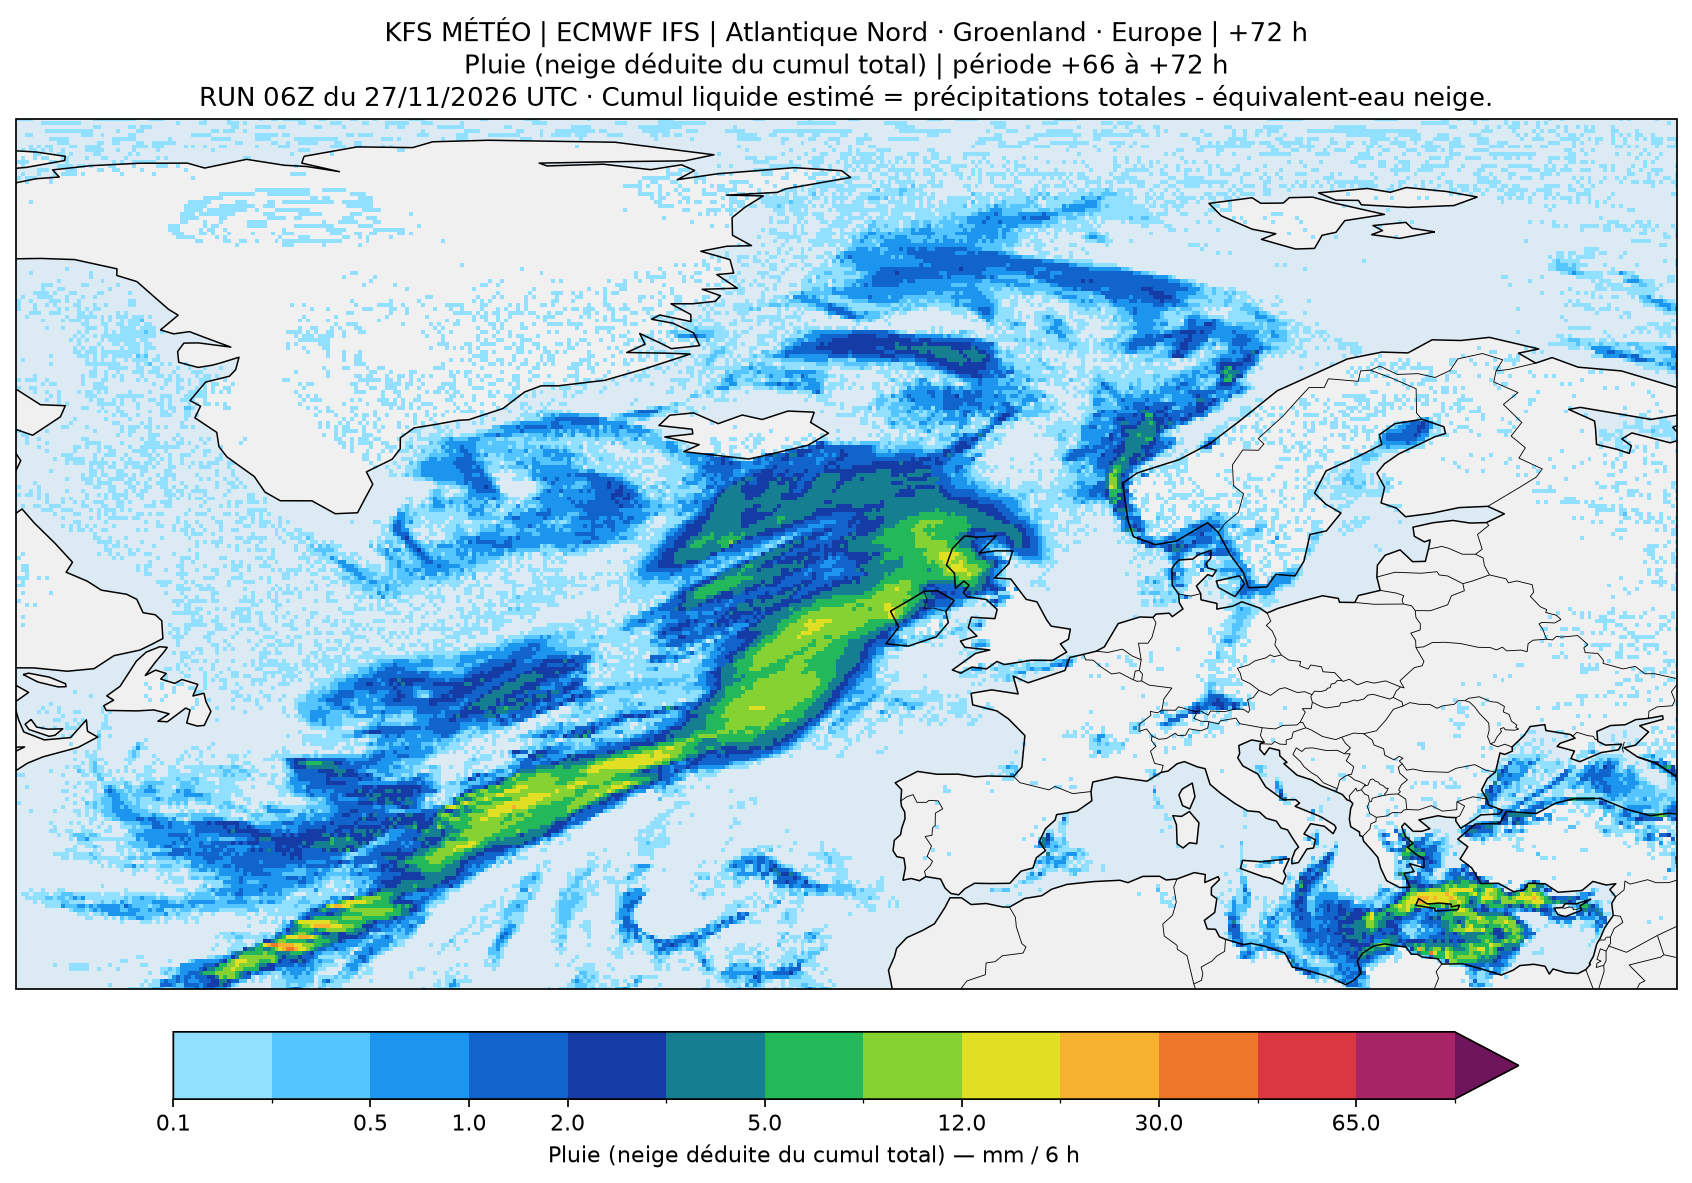 KFS MÉTÉO | ECMWF IFS | Atlantique Nord · Groenland · Europe | +72 h
Pluie (neige déduite du cumul total) | période +66 à +72 h
RUN 06Z du 27/11/2026 UTC · Cumul liquide estimé = précipitations totales - équivalent-eau neige.
0.1 0.5 1.0 2.0 5.0 12.0 30.0 65.0
Pluie (neige déduite du cumul total) — mm / 6 h